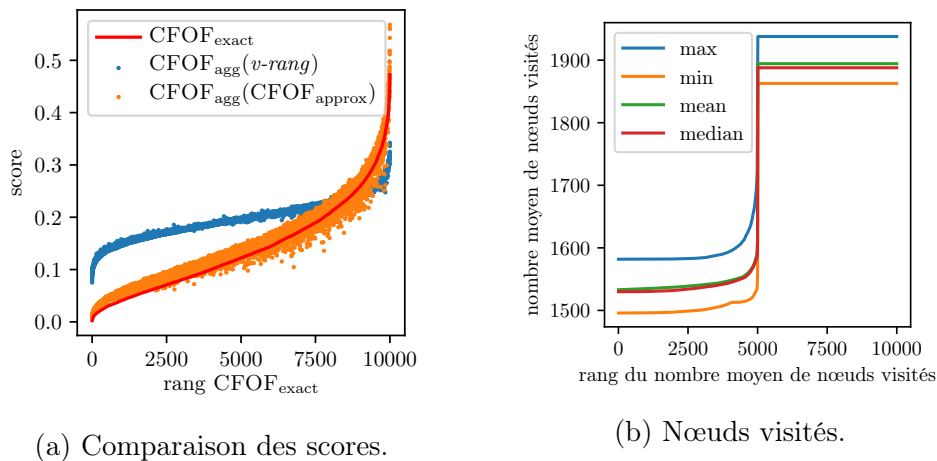 CFOF_exact
CFOF_agg(v-rang)
CFOF_agg(CFOF_approx)
score
0.5
0.4
0.3
0.2
0.1
0.0
0 2500 5000 7500 10000
rang CFOF_exact
(a) Comparaison des scores.
max
min
mean
median
nombre moyen de nœuds visités
1900
1800
1700
1600
1500
0 2500 5000 7500 10000
rang du nombre moyen de nœuds visités
(b) Nœuds visités.